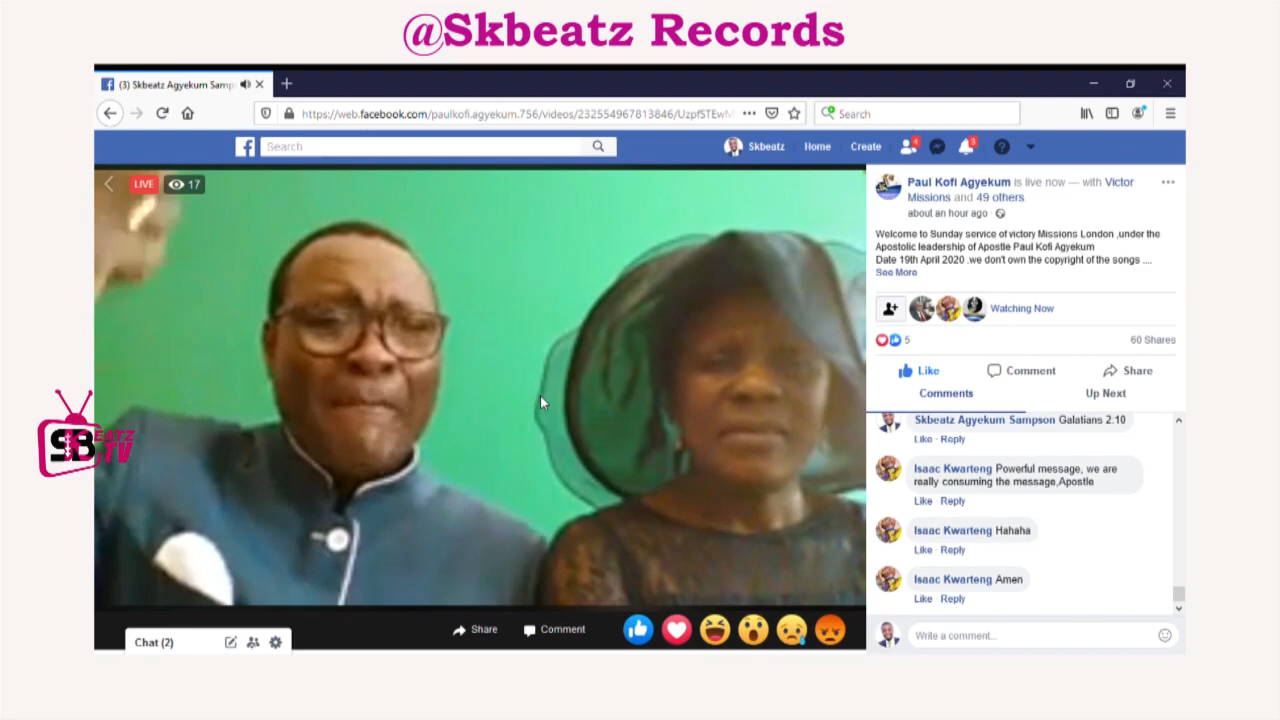 @Skbeatz Records
(3) Skbeatz Agyekum Samp
https://web.facebook.com/paulkofi.agyekum.756/videos/232554967813846/UzpfSTEwM
Search
Search
Skbeatz
Home
Create
4
3
LIVE
17
Paul Kofi Agyekum is live now — with Victor
Missions and 49 others
about an hour ago
Welcome to Sunday service of victory Missions London ,under the
Apostolic leadership of Apostle Paul Kofi Agyekum
Date 19th April 2020 .we don't own the copyright of the songs ....
See More
Watching Now
5
60 Shares
Like
Comment
Share
Comments
Up Next
Skbeatz Agyekum Sampson Galatians 2:10
Like · Reply
Isaac Kwarteng Powerful message, we are
really consuming the message,Apostle
Like Reply
Isaac Kwarteng Hahaha
Like · Reply
Isaac Kwarteng Amen
Like · Reply
Write a comment...
SBEATZ
.TV
Share
Comment
Chat (2)